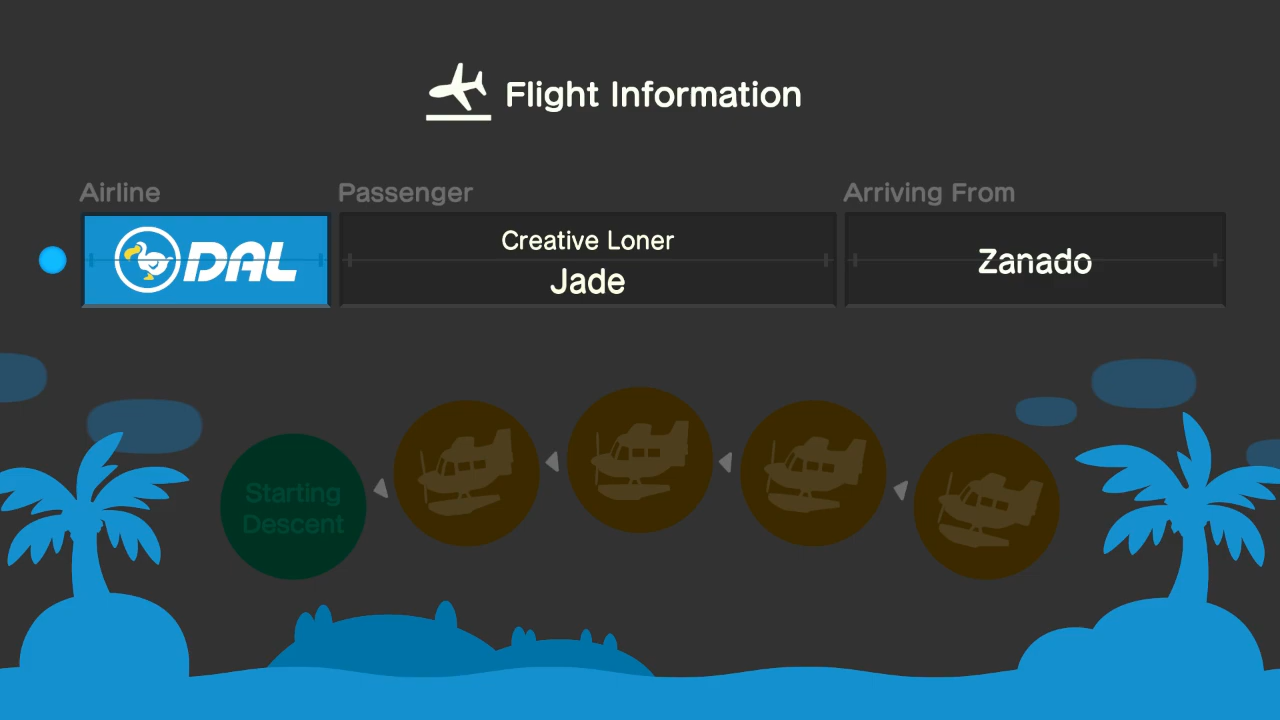 Flight Information
Airline
Passenger
Arriving From
DAL
Creative Loner
Jade
Zanado
Starting
Descent